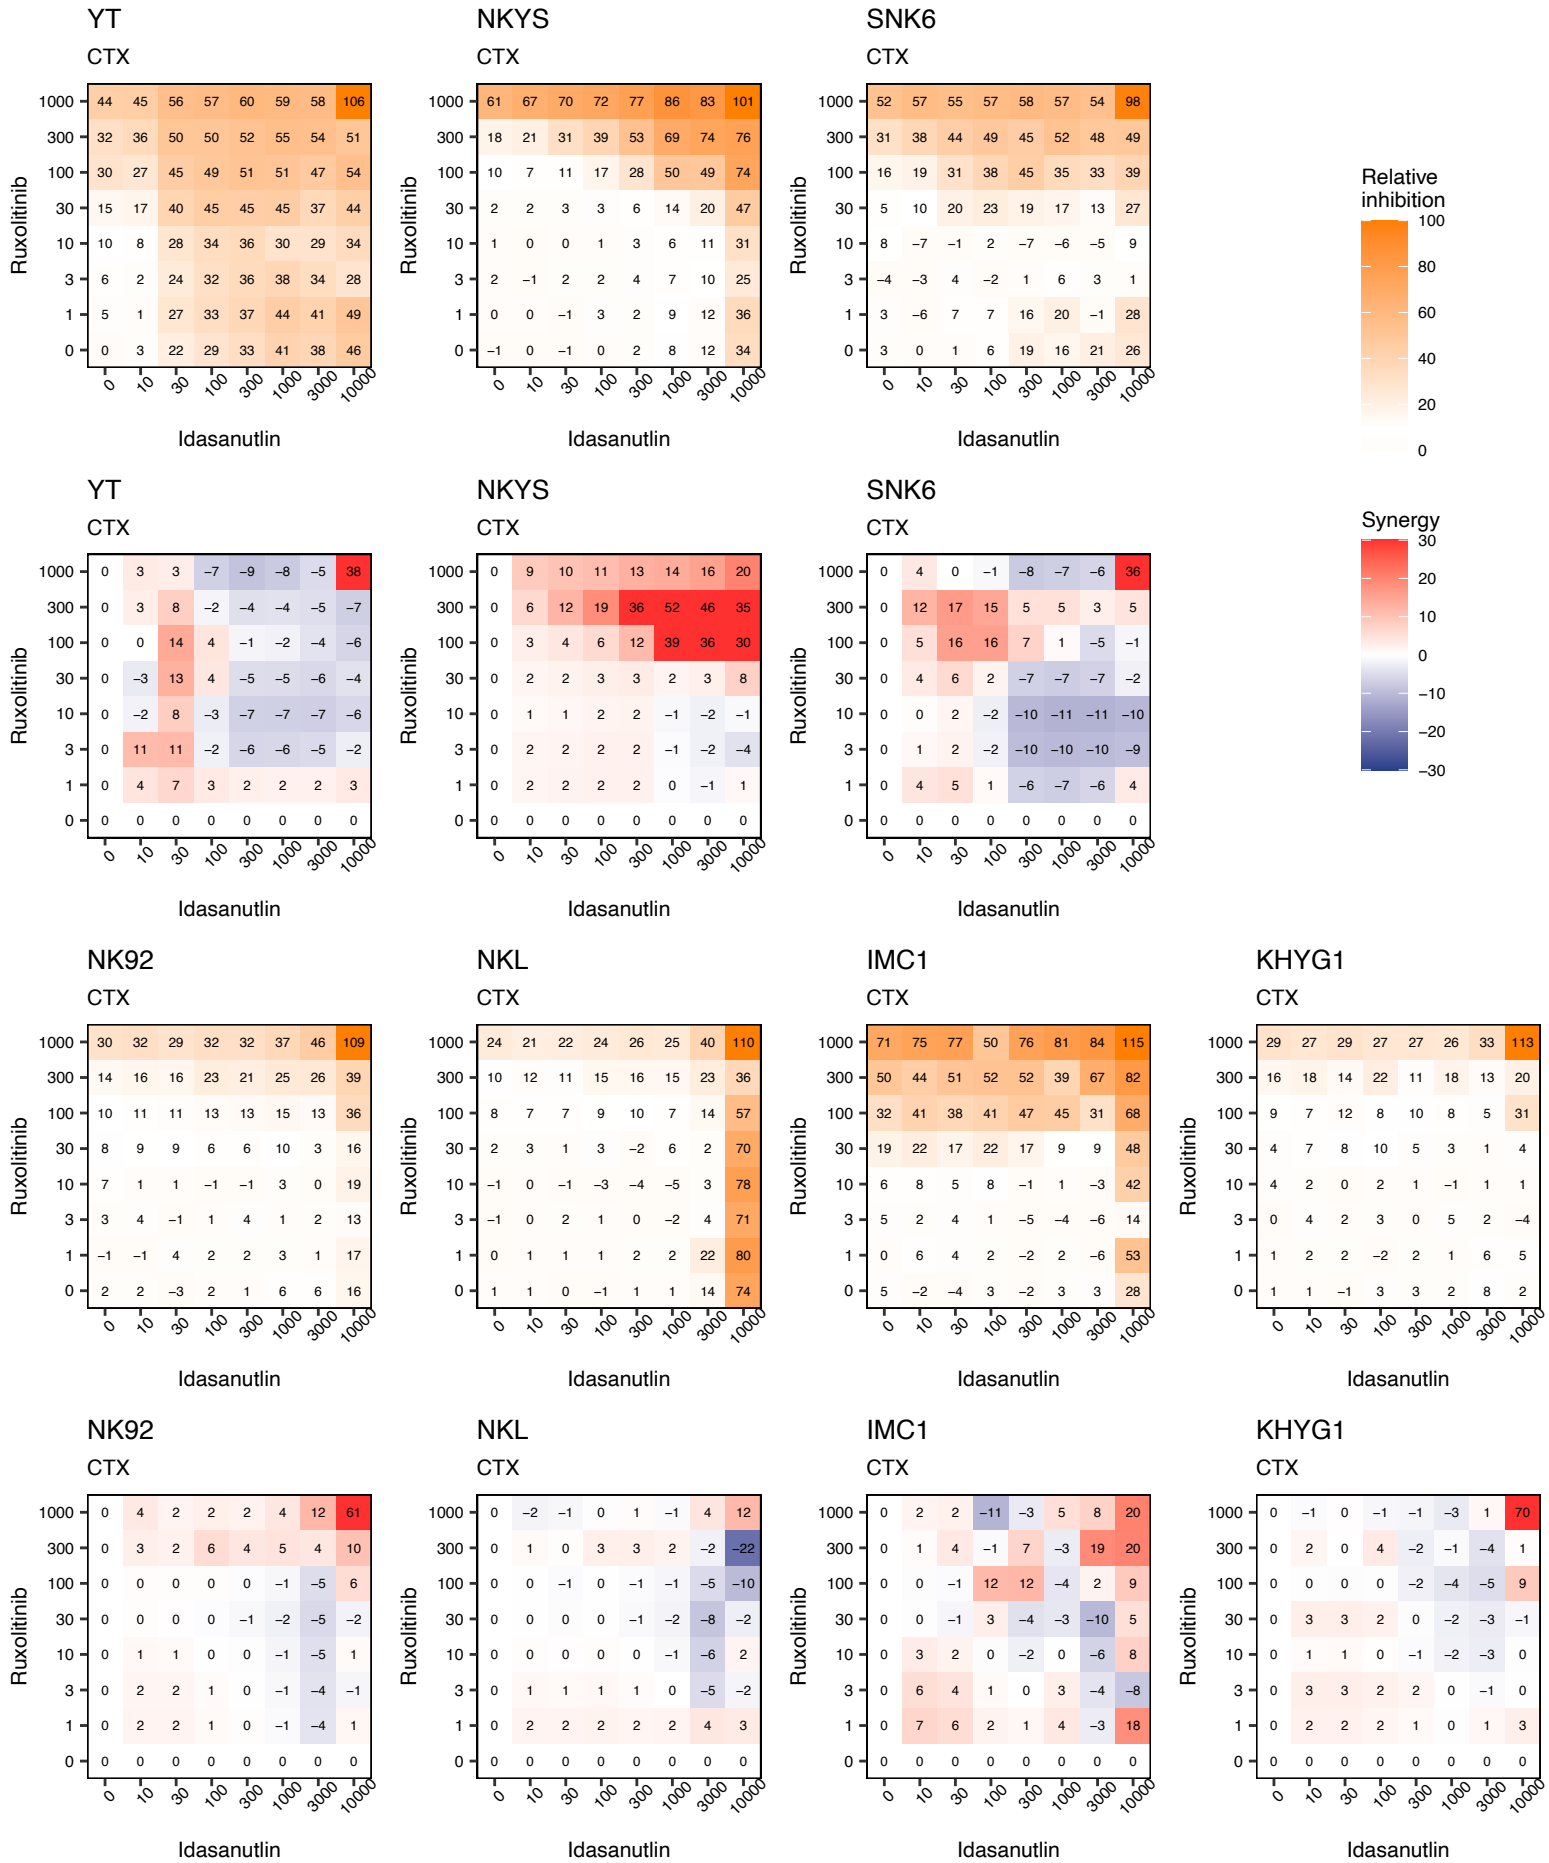 YT
CTX
Ruxolitinib
1000 44 45 56 57 60 59 58 106
300 32 36 50 50 52 55 54 51
100 30 27 45 49 51 51 47 54
30 15 17 40 45 45 45 37 44
10 10 8 28 34 36 30 29 34
3 6 2 24 32 36 38 34 28
1 5 1 27 33 37 44 41 49
0 0 3 22 29 33 41 38 46
0 10 30 100 300 1000 3000 10000
Idasanutlin
NKYS
CTX
Ruxolitinib
1000 61 67 70 72 77 86 83 101
300 18 21 31 39 53 69 74 76
100 10 7 11 17 28 50 49 74
30 2 2 3 3 6 14 20 47
10 1 0 0 1 3 6 11 31
3 2 −1 2 2 4 7 10 25
1 0 0 −1 3 2 9 12 36
0 −1 0 −1 0 2 8 12 34
0 10 30 100 300 1000 3000 10000
Idasanutlin
SNK6
CTX
Ruxolitinib
1000 52 57 55 57 58 57 54 98
300 31 38 44 49 45 52 48 49
100 16 19 31 38 45 35 33 39
30 5 10 20 23 19 17 13 27
10 8 −7 −1 2 −7 −6 −5 9
3 −4 −3 4 −2 1 6 3 1
1 3 −6 7 7 16 20 −1 28
0 3 0 1 6 19 16 21 26
0 10 30 100 300 1000 3000 10000
Idasanutlin
Relative
inhibition
100
80
60
40
20
0
YT
CTX
Ruxolitinib
1000 0 3 3 −7 −9 −8 −5 38
300 0 3 8 −2 −4 −4 −5 −7
100 0 0 14 4 −1 −2 −4 −6
30 0 −3 13 4 −5 −5 −6 −4
10 0 −2 8 −3 −7 −7 −7 −6
3 0 11 11 −2 −6 −6 −5 −2
1 0 4 7 3 2 2 2 3
0 0 0 0 0 0 0 0 0
0 10 30 100 300 1000 3000 10000
Idasanutlin
NKYS
CTX
Ruxolitinib
1000 0 9 10 11 13 14 16 20
300 0 6 12 19 36 52 46 35
100 0 3 4 6 12 39 36 30
30 0 2 2 3 3 2 3 8
10 0 1 1 2 2 −1 −2 −1
3 0 2 2 2 2 −1 −2 −4
1 0 2 2 2 2 0 −1 1
0 0 0 0 0 0 0 0 0
0 10 30 100 300 1000 3000 10000
Idasanutlin
SNK6
CTX
Ruxolitinib
1000 0 4 0 −1 −8 −7 −6 36
300 0 12 17 15 5 5 3 5
100 0 5 16 16 7 1 −5 −1
30 0 4 6 2 −7 −7 −7 −2
10 0 0 2 −2 −10 −11 −11 −10
3 0 1 2 −2 −10 −10 −10 −9
1 0 4 5 1 −6 −7 −6 4
0 0 0 0 0 0 0 0 0
0 10 30 100 300 1000 3000 10000
Idasanutlin
Synergy
30
20
10
0
−10
−20
−30
NK92
CTX
Ruxolitinib
1000 30 32 29 32 32 37 46 109
300 14 16 16 23 21 25 26 39
100 10 11 11 13 13 15 13 36
30 8 9 9 6 6 10 3 16
10 7 1 1 −1 −1 3 0 19
3 3 4 −1 1 4 1 2 13
1 −1 −1 4 2 2 3 1 17
0 2 2 −3 2 1 6 6 16
0 10 30 100 300 1000 3000 10000
Idasanutlin
NKL
CTX
Ruxolitinib
1000 24 21 22 24 26 25 40 110
300 10 12 11 15 16 15 23 36
100 8 7 7 9 10 7 14 57
30 2 3 1 3 −2 6 2 70
10 −1 0 −1 −3 −4 −5 3 78
3 −1 0 2 1 0 −2 4 71
1 0 1 1 1 2 2 22 80
0 1 1 0 −1 1 1 14 74
0 10 30 100 300 1000 3000 10000
Idasanutlin
IMC1
CTX
Ruxolitinib
1000 71 75 77 50 76 81 84 115
300 50 44 51 52 52 39 67 82
100 32 41 38 41 47 45 31 68
30 19 22 17 22 17 9 9 48
10 6 8 5 8 −1 1 −3 42
3 5 2 4 1 −5 −4 −6 14
1 0 6 4 2 −2 2 −6 53
0 5 −2 −4 3 −2 3 3 28
0 10 30 100 300 1000 3000 10000
Idasanutlin
KHYG1
CTX
Ruxolitinib
1000 29 27 29 27 27 26 33 113
300 16 18 14 22 11 18 13 20
100 9 7 12 8 10 8 5 31
30 4 7 8 10 5 3 1 4
10 4 2 0 2 1 −1 1 1
3 0 4 2 3 0 5 2 −4
1 1 2 2 −2 2 1 6 5
0 1 1 −1 3 3 2 8 2
0 10 30 100 300 1000 3000 10000
Idasanutlin
NK92
CTX
Ruxolitinib
1000 0 4 2 2 2 4 12 61
300 0 3 2 6 4 5 4 10
100 0 0 0 0 0 −1 −5 6
30 0 0 0 0 −1 −2 −5 −2
10 0 1 1 0 0 −1 −5 1
3 0 2 2 1 0 −1 −4 −1
1 0 2 2 1 0 −1 −4 1
0 0 0 0 0 0 0 0 0
0 10 30 100 300 1000 3000 10000
Idasanutlin
NKL
CTX
Ruxolitinib
1000 0 −2 −1 0 1 −1 4 12
300 0 1 0 3 3 2 −2 −22
100 0 0 −1 0 −1 −1 −5 −10
30 0 0 0 0 −1 −2 −8 −2
10 0 0 0 0 0 −1 −6 2
3 0 1 1 1 1 0 −5 −2
1 0 2 2 2 2 2 4 3
0 0 0 0 0 0 0 0 0
0 10 30 100 300 1000 3000 10000
Idasanutlin
IMC1
CTX
Ruxolitinib
1000 0 2 2 −11 −3 5 8 20
300 0 1 4 −1 7 −3 19 20
100 0 0 −1 12 12 −4 2 9
30 0 0 −1 3 −4 −3 −10 5
10 0 3 2 0 −2 0 −6 8
3 0 6 4 1 0 3 −4 −8
1 0 7 6 2 1 4 −3 18
0 0 0 0 0 0 0 0 0
0 10 30 100 300 1000 3000 10000
Idasanutlin
KHYG1
CTX
Ruxolitinib
1000 0 −1 0 −1 −1 −3 1 70
300 0 2 0 4 −2 −1 −4 1
100 0 0 0 0 −2 −4 −5 9
30 0 3 3 2 0 −2 −3 −1
10 0 1 1 0 −1 −2 −3 0
3 0 3 3 2 2 0 −1 0
1 0 2 2 2 1 0 1 3
0 0 0 0 0 0 0 0 0
0 10 30 100 300 1000 3000 10000
Idasanutlin